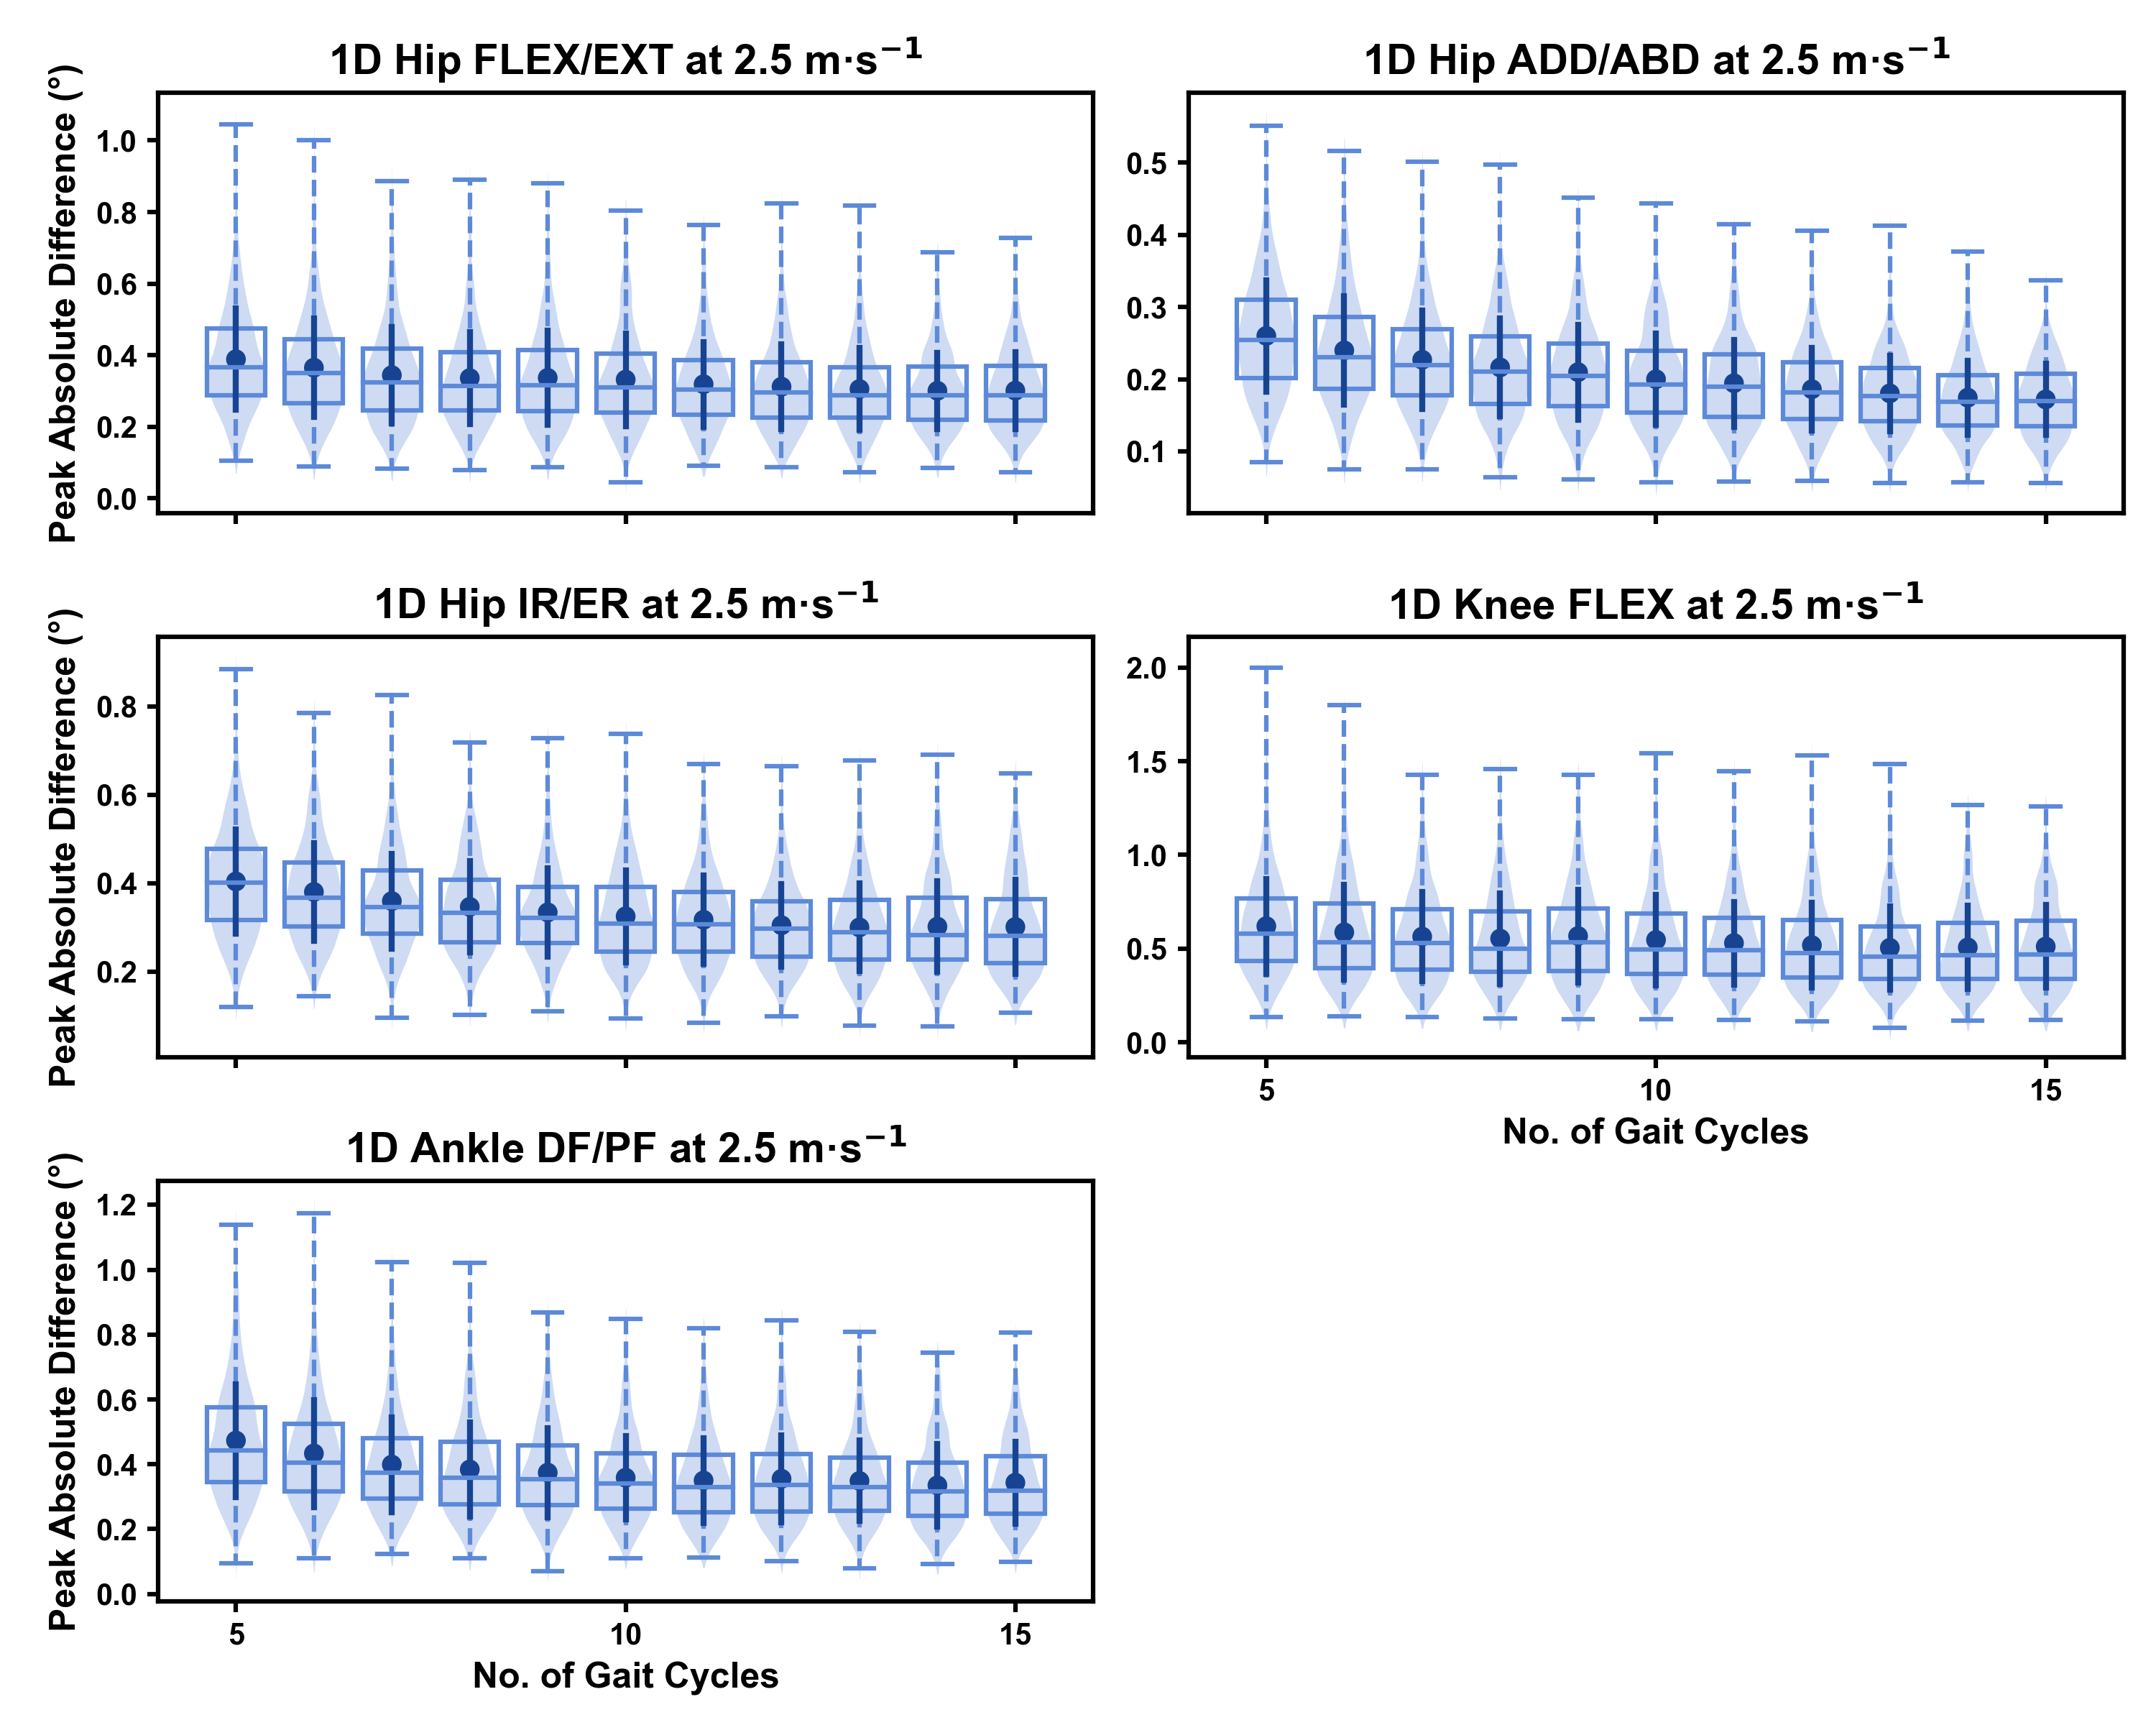 1D Hip FLEX/EXT at 2.5 m·s⁻¹
Peak Absolute Difference (°)
1.0
0.8
0.6
0.4
0.2
0.0
1D Hip ADD/ABD at 2.5 m·s⁻¹
0.5
0.4
0.3
0.2
0.1
1D Hip IR/ER at 2.5 m·s⁻¹
Peak Absolute Difference (°)
0.8
0.6
0.4
0.2
1D Knee FLEX at 2.5 m·s⁻¹
2.0
1.5
1.0
0.5
0.0
5 10 15
No. of Gait Cycles
1D Ankle DF/PF at 2.5 m·s⁻¹
Peak Absolute Difference (°)
1.2
1.0
0.8
0.6
0.4
0.2
0.0
5 10 15
No. of Gait Cycles